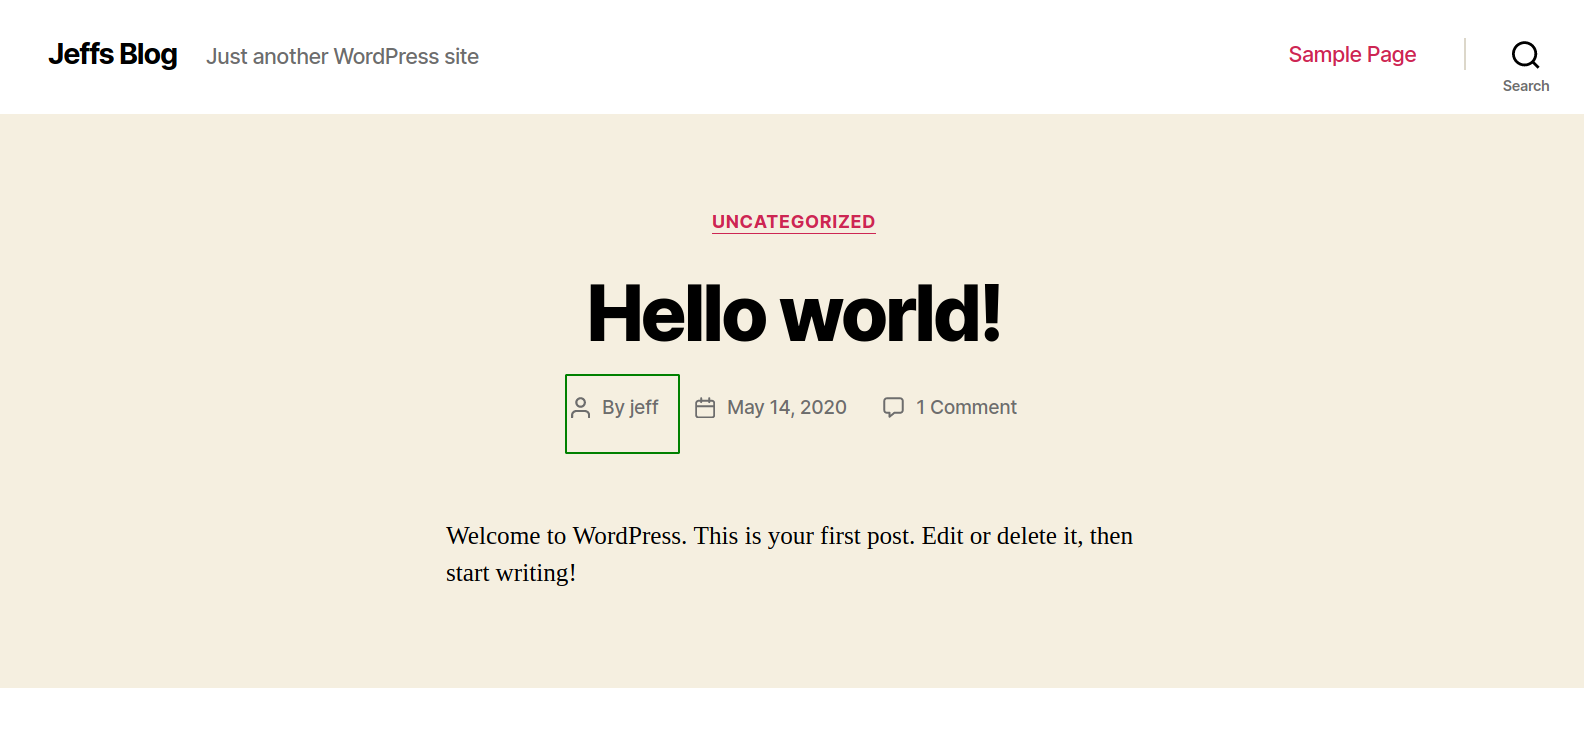 Jeffs Blog Just another WordPress site Sample Page
Search
UNCATEGORIZED
Hello world!
By jeff May 14, 2020 1 Comment
Welcome to WordPress. This is your first post. Edit or delete it, then
start writing!